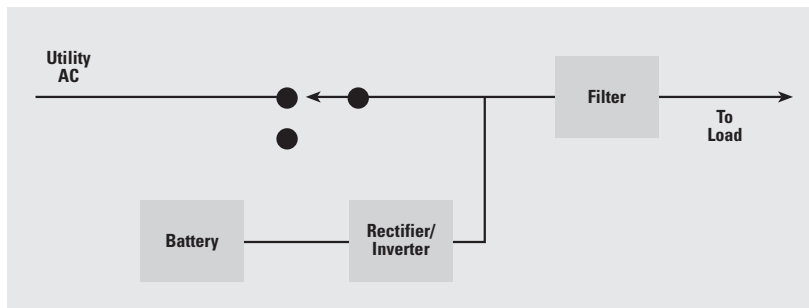 Utility
AC
Filter
To
Load
Battery
Rectifier/
Inverter